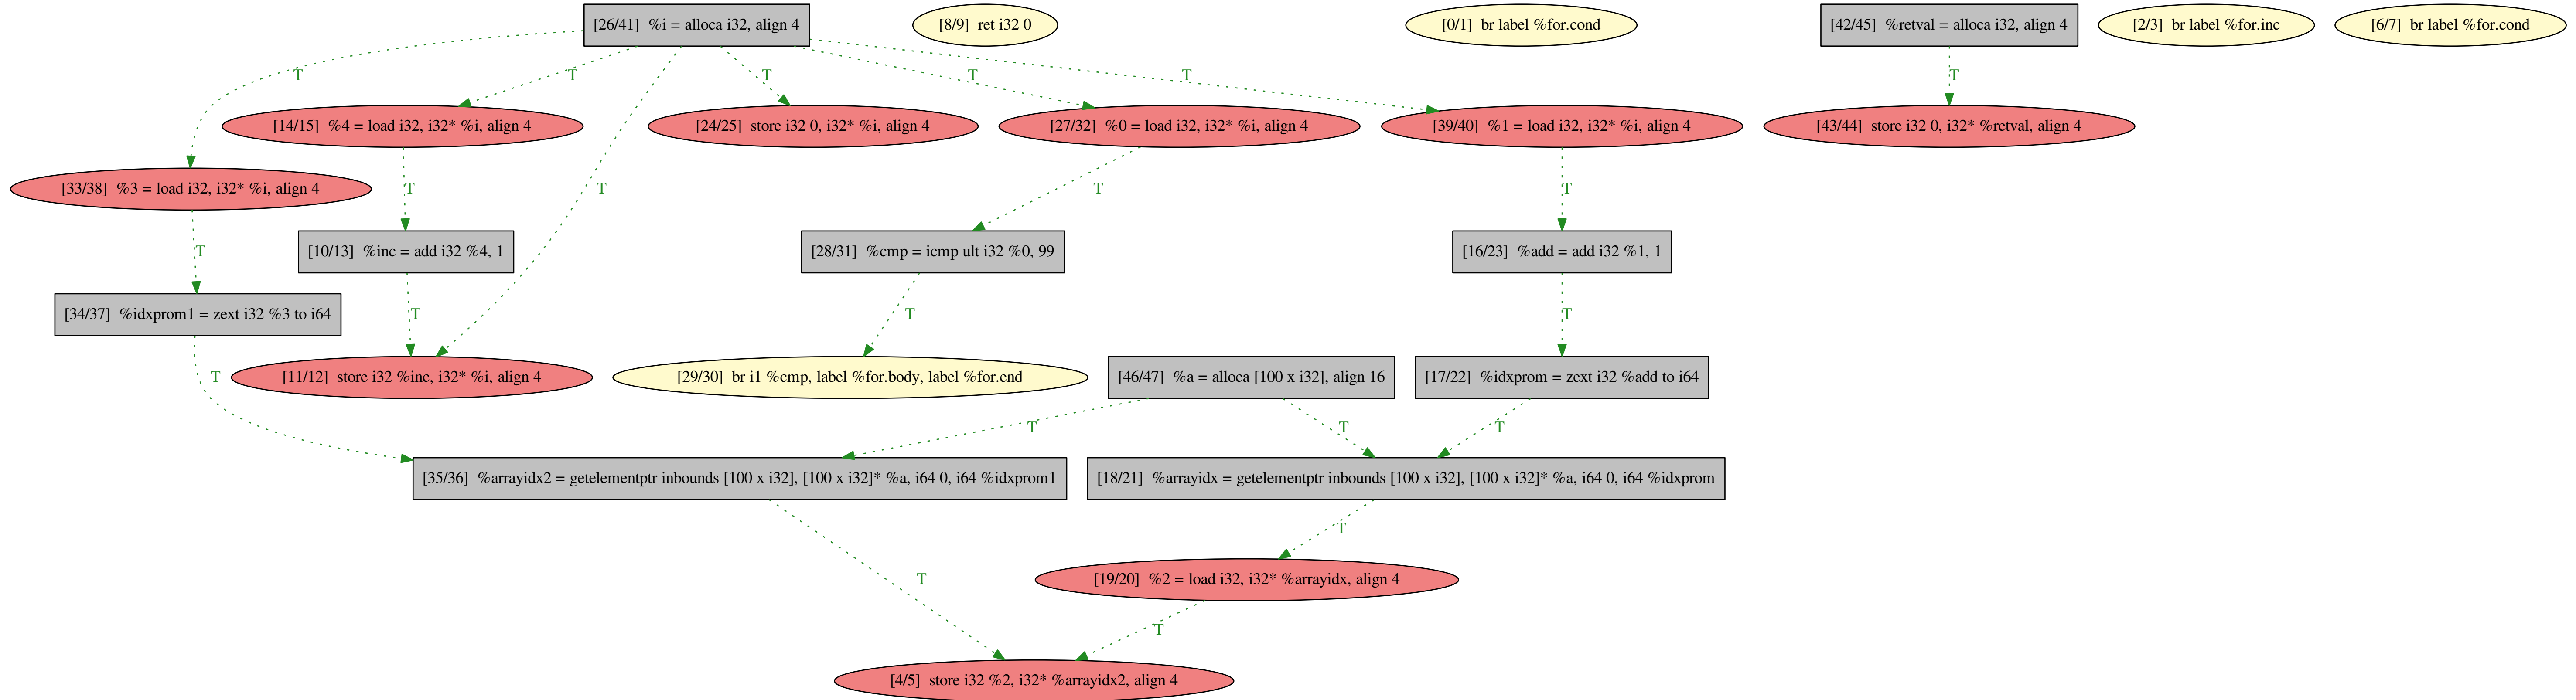 [26/41] %i = alloca i32, align 4
[8/9] ret i32 0
[0/1] br label %for.cond
[42/45] %retval = alloca i32, align 4
[2/3] br label %for.inc
[6/7] br label %for.cond
T
T
T
T
T
T
[14/15] %4 = load i32, i32* %i, align 4
[24/25] store i32 0, i32* %i, align 4
[27/32] %0 = load i32, i32* %i, align 4
[39/40] %1 = load i32, i32* %i, align 4
[43/44] store i32 0, i32* %retval, align 4
[33/38] %3 = load i32, i32* %i, align 4
T
T
T
T
T
[10/13] %inc = add i32 %4, 1
[28/31] %cmp = icmp ult i32 %0, 99
[16/23] %add = add i32 %1, 1
[34/37] %idxprom1 = zext i32 %3 to i64
T
T
T
T
[11/12] store i32 %inc, i32* %i, align 4
[29/30] br i1 %cmp, label %for.body, label %for.end
[46/47] %a = alloca [100 x i32], align 16
[17/22] %idxprom = zext i32 %add to i64
T
T
T
[35/36] %arrayidx2 = getelementptr inbounds [100 x i32], [100 x i32]* %a, i64 0, i64 %idxprom1
[18/21] %arrayidx = getelementptr inbounds [100 x i32], [100 x i32]* %a, i64 0, i64 %idxprom
T
T
[19/20] %2 = load i32, i32* %arrayidx, align 4
T
[4/5] store i32 %2, i32* %arrayidx2, align 4